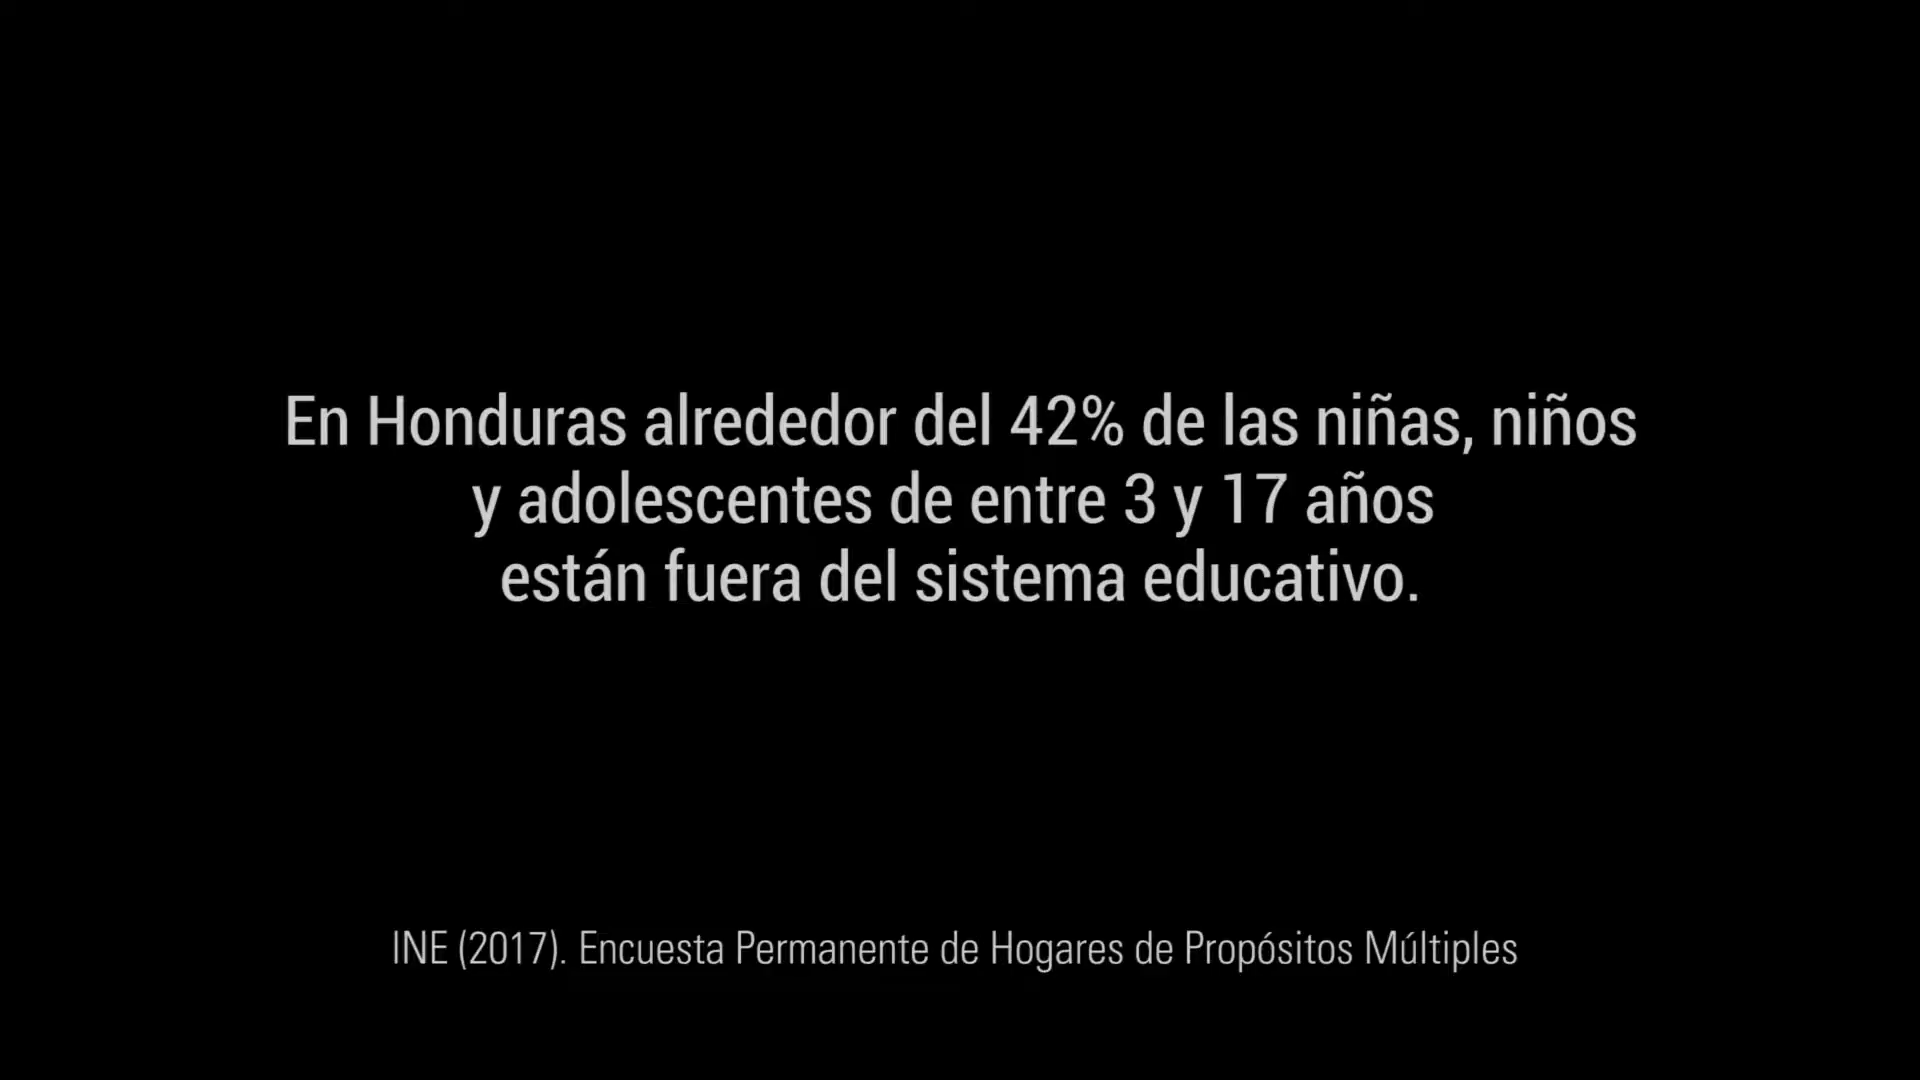 En Honduras alrededor del 42% de las niñas, niños
y adolescentes de entre 3 y 17 años
están fuera del sistema educativo.
INE (2017). Encuesta Permanente de Hogares de Propósitos Múltiples